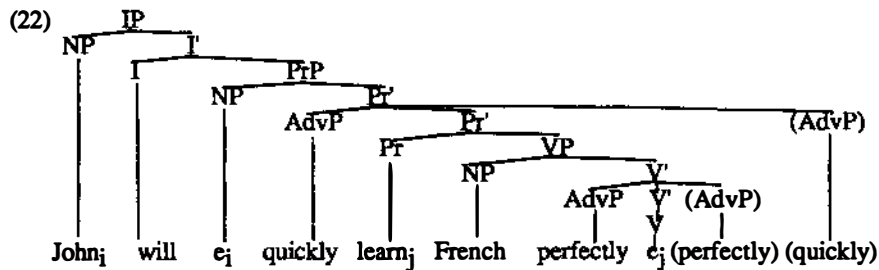 (22) IP
NP I'
I PrP
NP Pr'
AdvP Pr' (AdvP)
Pr VP
NP V'
AdvP V' (AdvP)
V
Johni will ei quickly learnj French perfectly ej (perfectly) (quickly)